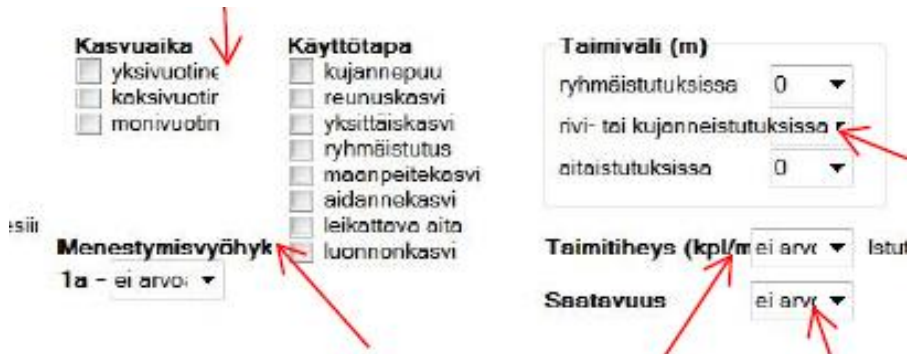 Kasvuaika
yksivuotine
kaksivuotir
monivuotin
Käyttötapa
kujannepuu
reunuskasvi
yksittäiskasvi
ryhmäistutus
maanpeitekasvi
aidannekasvi
leikattava aita
luonnonkasvi
Menestymisvyöhyk
1a - ei arvo
Taimiväli (m)
ryhmäistutuksissa 0
rivi- tai kujanneistutuksissa
aitaistutuksissa 0
Taimitiheys (kpl/m ei arvo Istut
Saatavuus ei arvo